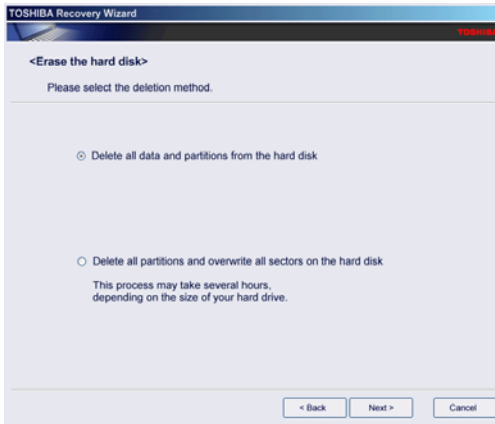 TOSHIBA Recovery Wizard
TOSHIBA
<Erase the hard disk>
Please select the deletion method.
Delete all data and partitions from the hard disk
Delete all partitions and overwrite all sectors on the hard disk
This process may take several hours,
depending on the size of your hard drive.
< Back Next > Cancel